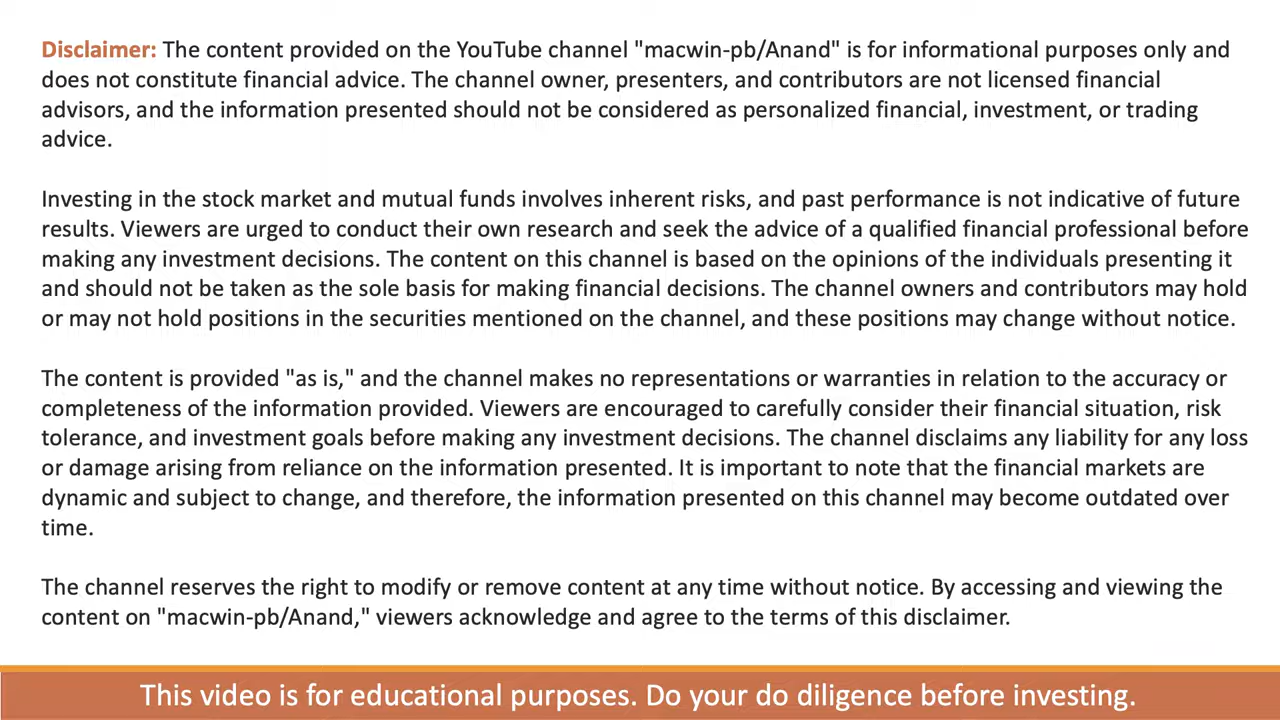 Disclaimer: The content provided on the YouTube channel "macwin-pb/Anand" is for informational purposes only and
does not constitute financial advice. The channel owner, presenters, and contributors are not licensed financial
advisors, and the information presented should not be considered as personalized financial, investment, or trading
advice.
Investing in the stock market and mutual funds involves inherent risks, and past performance is not indicative of future
results. Viewers are urged to conduct their own research and seek the advice of a qualified financial professional before
making any investment decisions. The content on this channel is based on the opinions of the individuals presenting it
and should not be taken as the sole basis for making financial decisions. The channel owners and contributors may hold
or may not hold positions in the securities mentioned on the channel, and these positions may change without notice.
The content is provided "as is," and the channel makes no representations or warranties in relation to the accuracy or
completeness of the information provided. Viewers are encouraged to carefully consider their financial situation, risk
tolerance, and investment goals before making any investment decisions. The channel disclaims any liability for any loss
or damage arising from reliance on the information presented. It is important to note that the financial markets are
dynamic and subject to change, and therefore, the information presented on this channel may become outdated over
time.
The channel reserves the right to modify or remove content at any time without notice. By accessing and viewing the
content on "macwin-pb/Anand," viewers acknowledge and agree to the terms of this disclaimer.
This video is for educational purposes. Do your do diligence before investing.